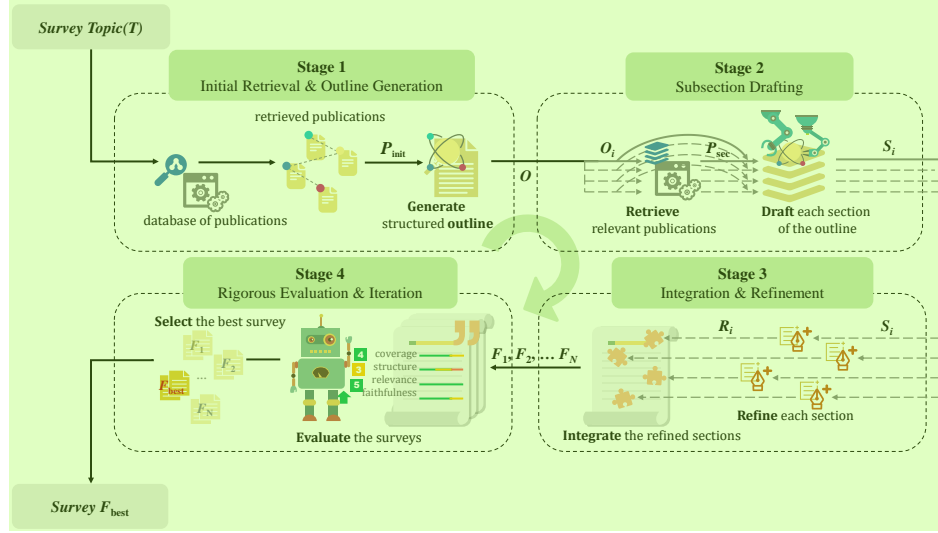 Survey Topic(T)
Stage 1
Initial Retrieval & Outline Generation
retrieved publications
P_init
database of publications
Generate
structured outline
O
Stage 2
Subsection Drafting
O_i
P_sec
S_i
Retrieve
relevant publications
Draft each section
of the outline
Stage 3
Integration & Refinement
R_i
S_i
Refine each section
Integrate the refined sections
F_1, F_2, … F_N
Stage 4
Rigorous Evaluation & Iteration
Select the best survey
F_1
F_2
...
F_best
F_N
4
3
5
coverage
structure
relevance
faithfulness
Evaluate the surveys
Survey F_best